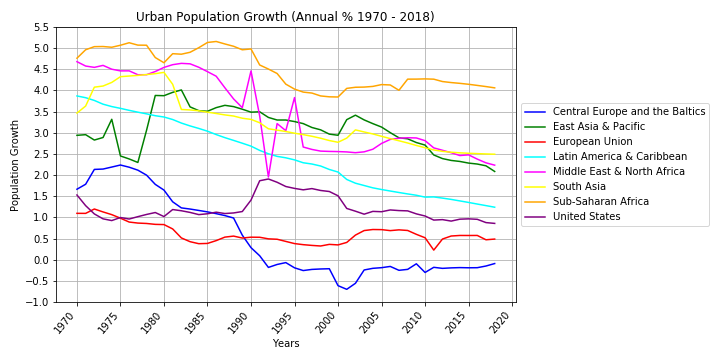 Urban Population Growth (Annual % 1970 - 2018)
5.5
5.0
4.5
4.0
3.5
3.0
2.5
2.0
1.5
1.0
0.5
0.0
−0.5
−1.0
Population Growth
1970
1975
1980
1985
1990
1995
2000
2005
2010
2015
2020
Years
Central Europe and the Baltics
East Asia & Pacific
European Union
Latin America & Caribbean
Middle East & North Africa
South Asia
Sub-Saharan Africa
United States